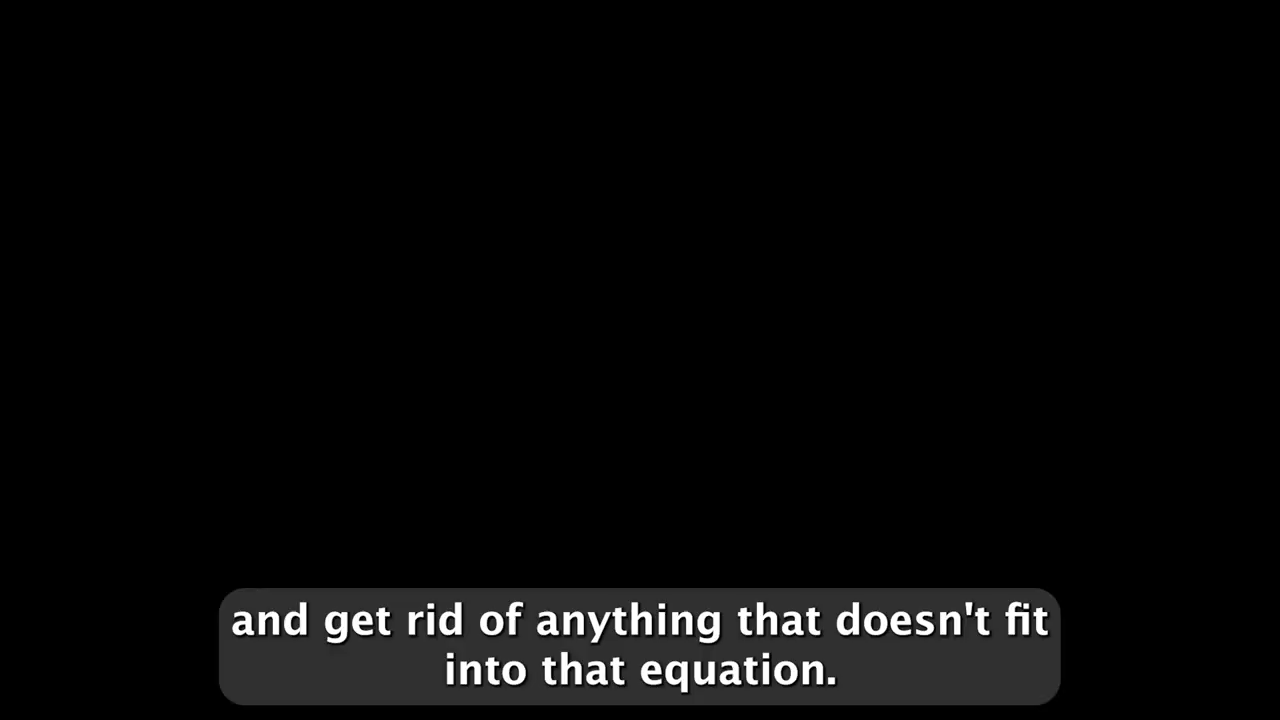 and get rid of anything that doesn't fit
into that equation.